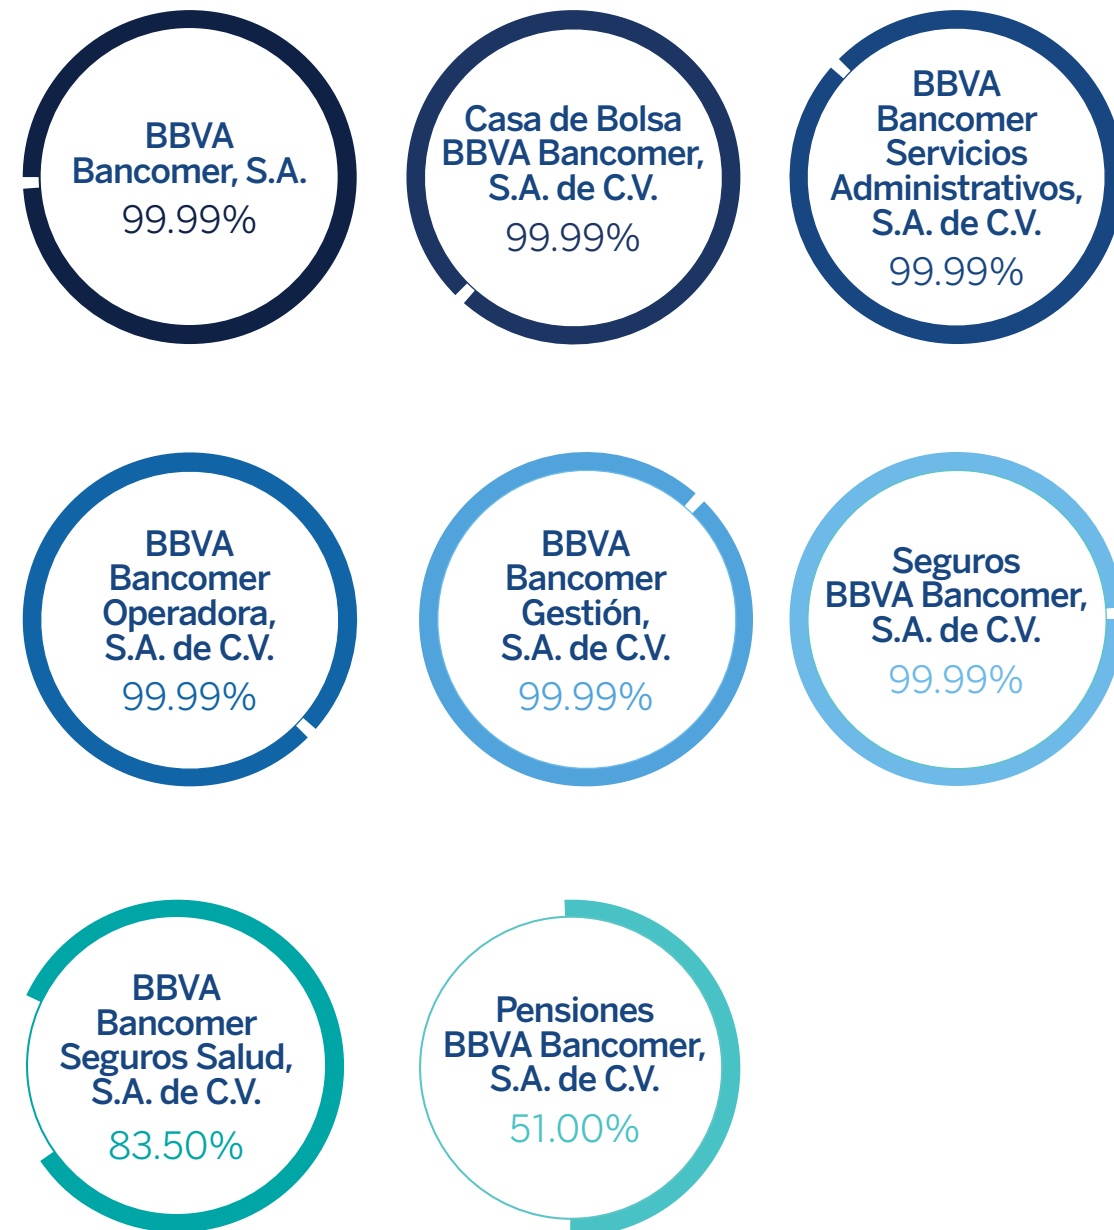 BBVA
Bancomer, S.A.
99.99%
Casa de Bolsa
BBVA Bancomer,
S.A. de C.V.
99.99%
BBVA
Bancomer
Servicios
Administrativos,
S.A. de C.V.
99.99%
BBVA
Bancomer
Operadora,
S.A. de C.V.
99.99%
BBVA
Bancomer
Gestión,
S.A. de C.V.
99.99%
Seguros
BBVA Bancomer,
S.A. de C.V.
99.99%
BBVA
Bancomer
Seguros Salud,
S.A. de C.V.
83.50%
Pensiones
BBVA Bancomer,
S.A. de C.V.
51.00%